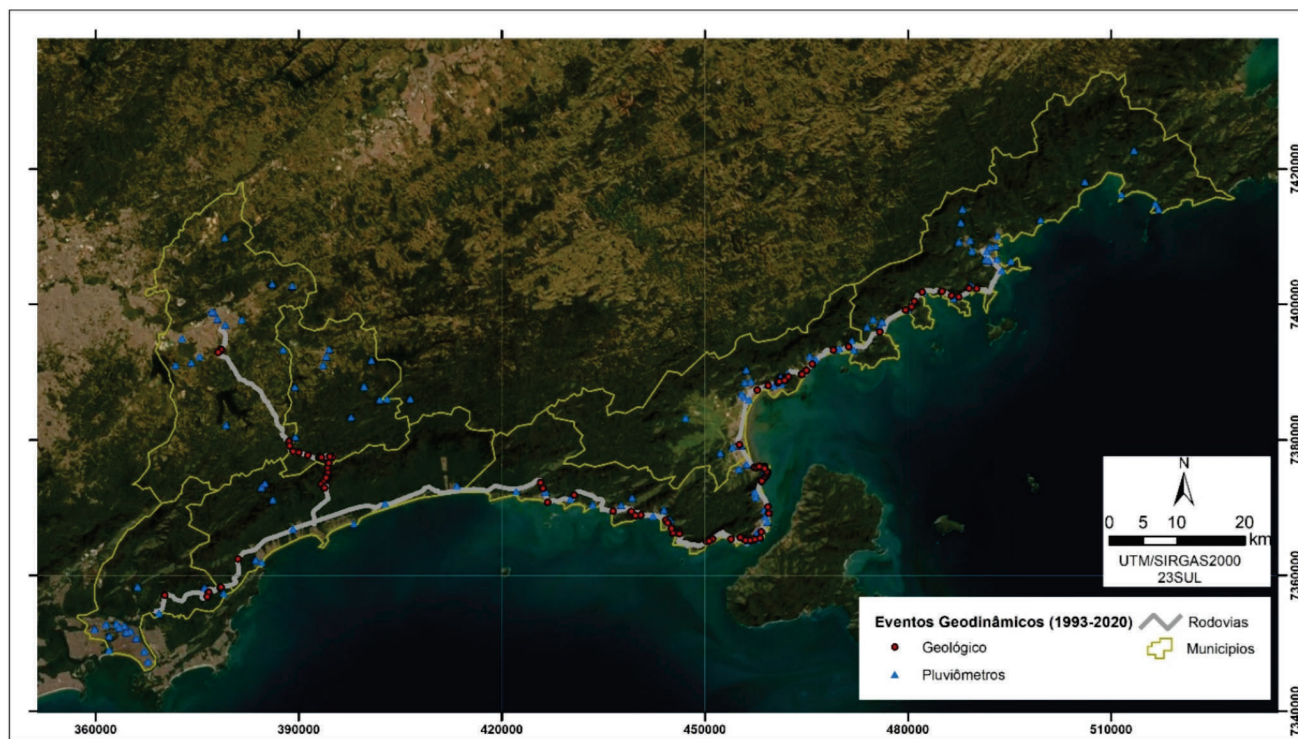 7420000
7400000
7380000
7360000
7340000
N
0 5 10 20
km
UTM/SIRGAS2000
23SUL
Eventos Geodinâmicos (1993-2020)
Geológico
Pluviômetros
Rodovias
Municipios
360000 390000 420000 450000 480000 510000